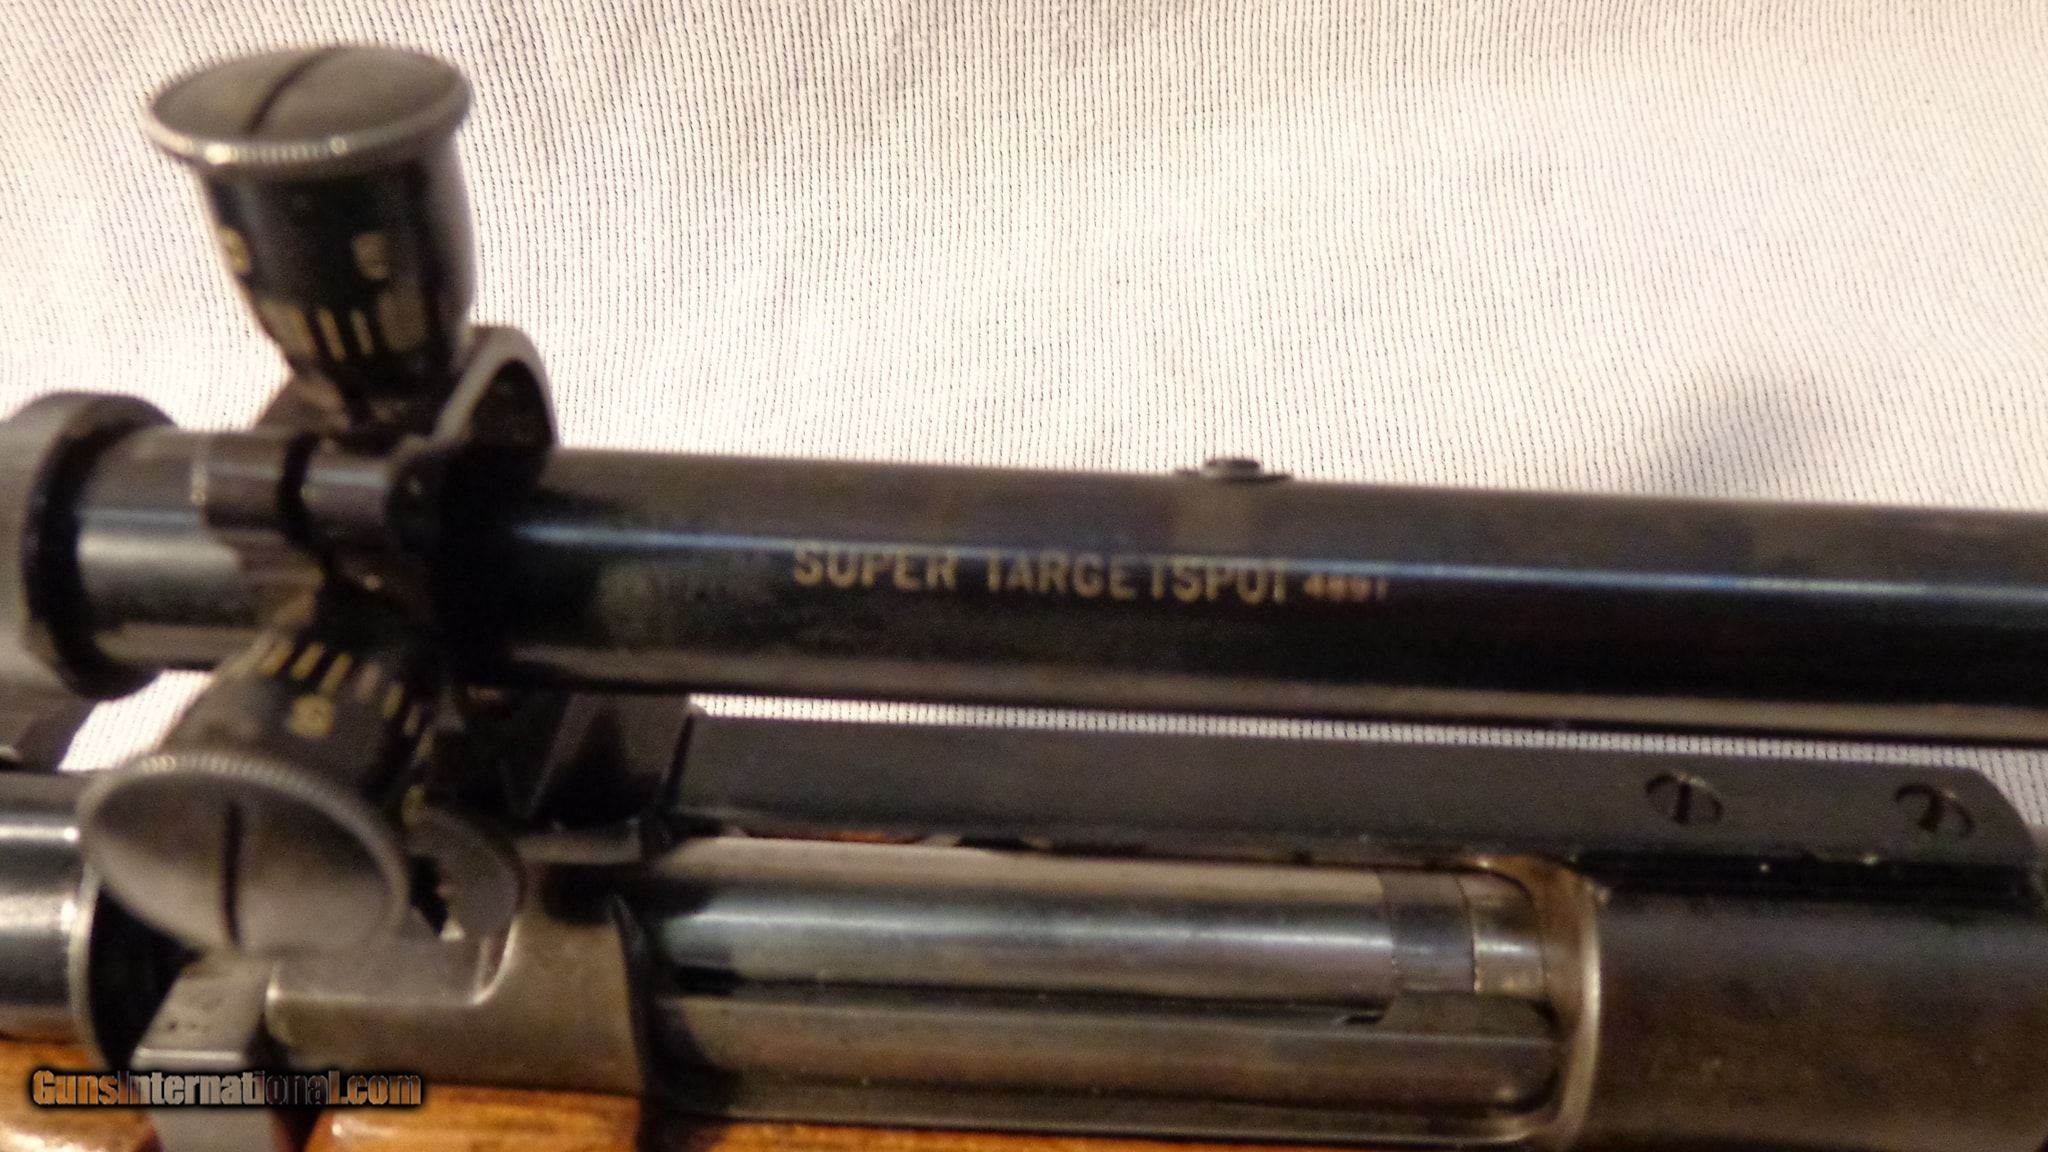 SUPER TARGETSPOT
GunsInternational.com